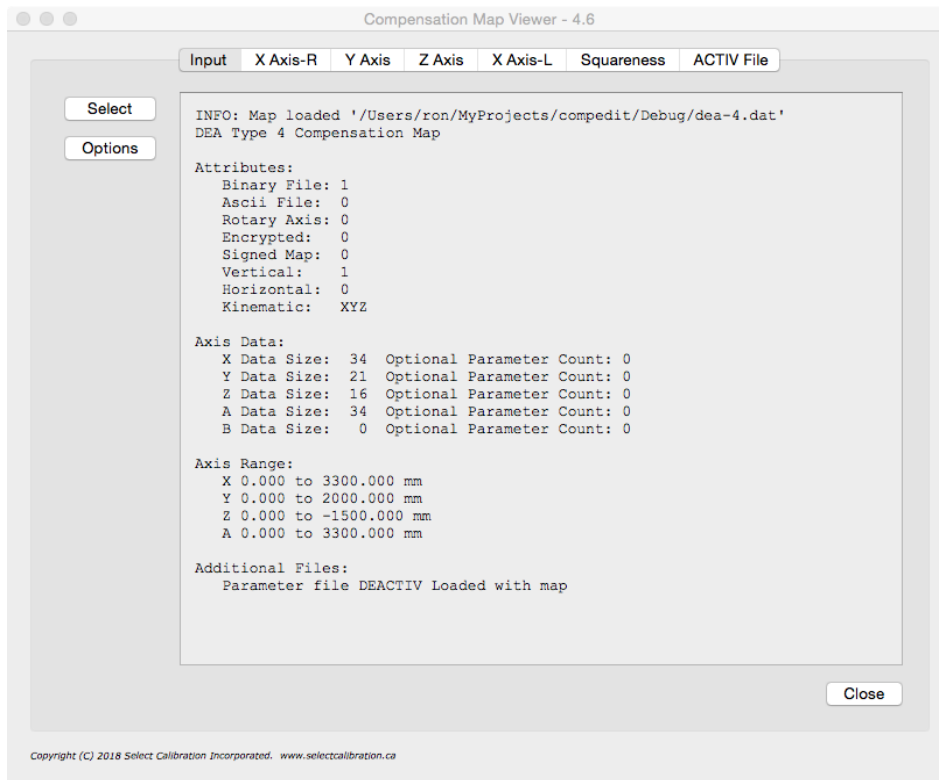 Compensation Map Viewer - 4.6
Input X Axis-R Y Axis Z Axis X Axis-L Squareness ACTIV File
Select
Options
INFO: Map loaded '/Users/ron/MyProjects/compedit/Debug/dea-4.dat'
DEA Type 4 Compensation Map
Attributes:
Binary File: 1
Ascii File: 0
Rotary Axis: 0
Encrypted: 0
Signed Map: 0
Vertical: 1
Horizontal: 0
Kinematic: XYZ
Axis Data:
X Data Size: 34 Optional Parameter Count: 0
Y Data Size: 21 Optional Parameter Count: 0
Z Data Size: 16 Optional Parameter Count: 0
A Data Size: 34 Optional Parameter Count: 0
B Data Size: 0 Optional Parameter Count: 0
Axis Range:
X 0.000 to 3300.000 mm
Y 0.000 to 2000.000 mm
Z 0.000 to -1500.000 mm
A 0.000 to 3300.000 mm
Additional Files:
Parameter file DEACTIV Loaded with map
Close
Copyright (C) 2018 Select Calibration Incorporated. www.selectcalibration.ca